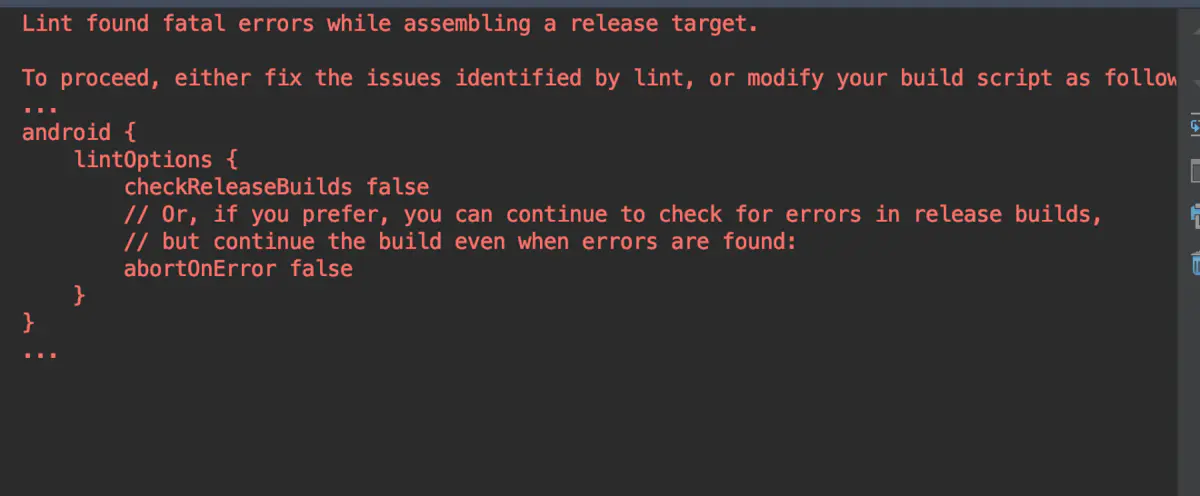 Lint found fatal errors while assembling a release target.
To proceed, either fix the issues identified by lint, or modify your build script as follow
...
android {
    lintOptions {
        checkReleaseBuilds false
        // Or, if you prefer, you can continue to check for errors in release builds,
        // but continue the build even when errors are found:
        abortOnError false
    }
}
...